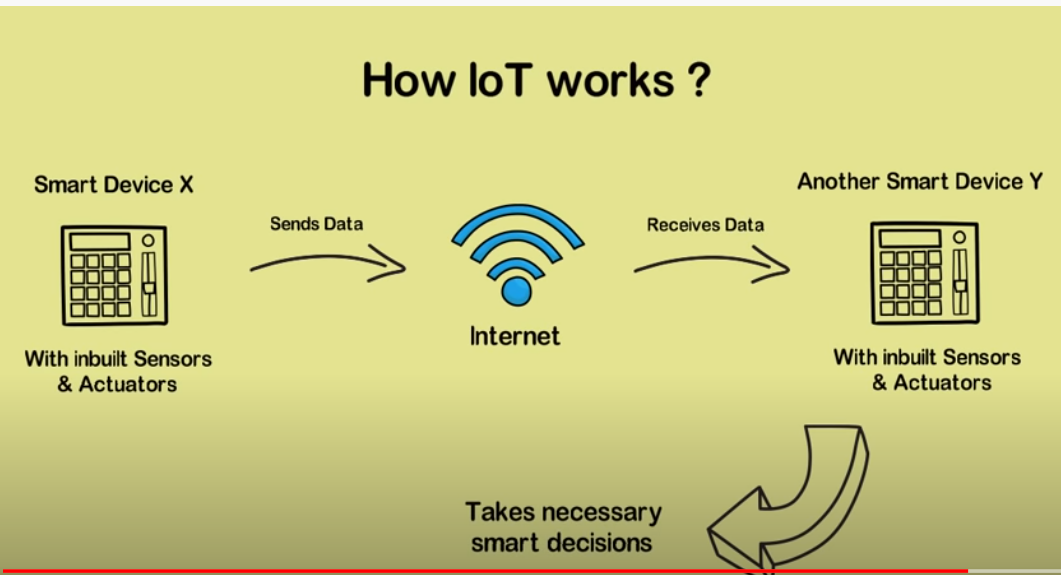 How IoT works ?
Smart Device X
Another Smart Device Y
Sends Data
Receives Data
Internet
With inbuilt Sensors
& Actuators
With inbuilt Sensors
& Actuators
Takes necessary
smart decisions